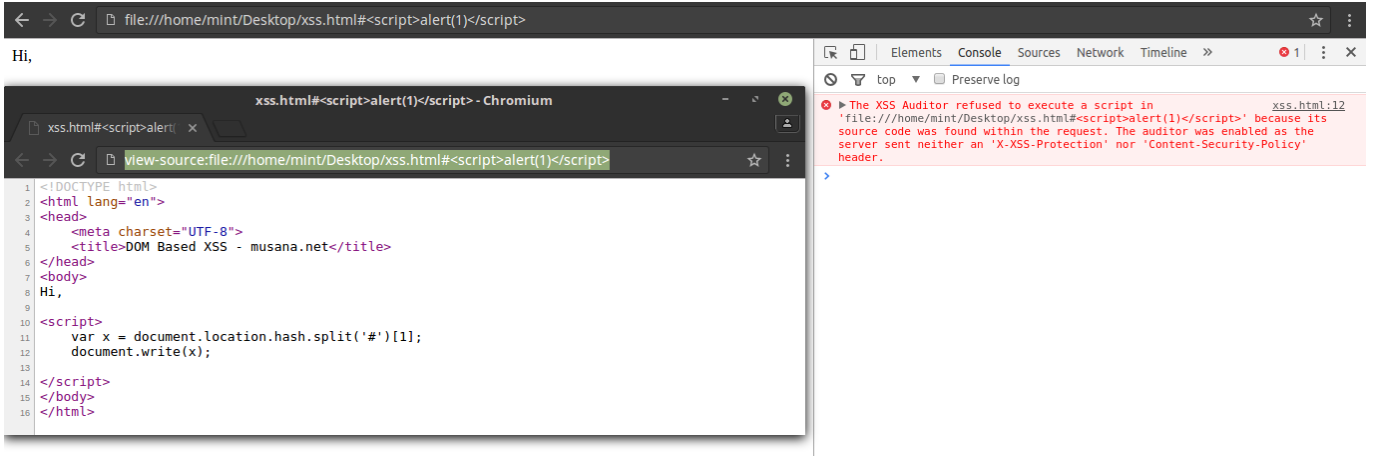 file:///home/mint/Desktop/xss.html#<script>alert(1)</script>
Hi,
xss.html#<script>alert(1)</script> - Chromium
xss.html#<script>alert(
view-source:file:///home/mint/Desktop/xss.html#<script>alert(1)</script>
1 <!DOCTYPE html>
2 <html lang="en">
3 <head>
4     <meta charset="UTF-8">
5     <title>DOM Based XSS - musana.net</title>
6 </head>
7 <body>
8 Hi,
9
10 <script>
11     var x = document.location.hash.split('#')[1];
12     document.write(x);
13
14 </script>
15 </body>
16 </html>
Elements Console Sources Network Timeline » 1
top ▼ Preserve log
The XSS Auditor refused to execute a script in xss.html:12
'file:///home/mint/Desktop/xss.html#<script>alert(1)</script>' because its
source code was found within the request. The auditor was enabled as the
server sent neither an 'X-XSS-Protection' nor 'Content-Security-Policy'
header.